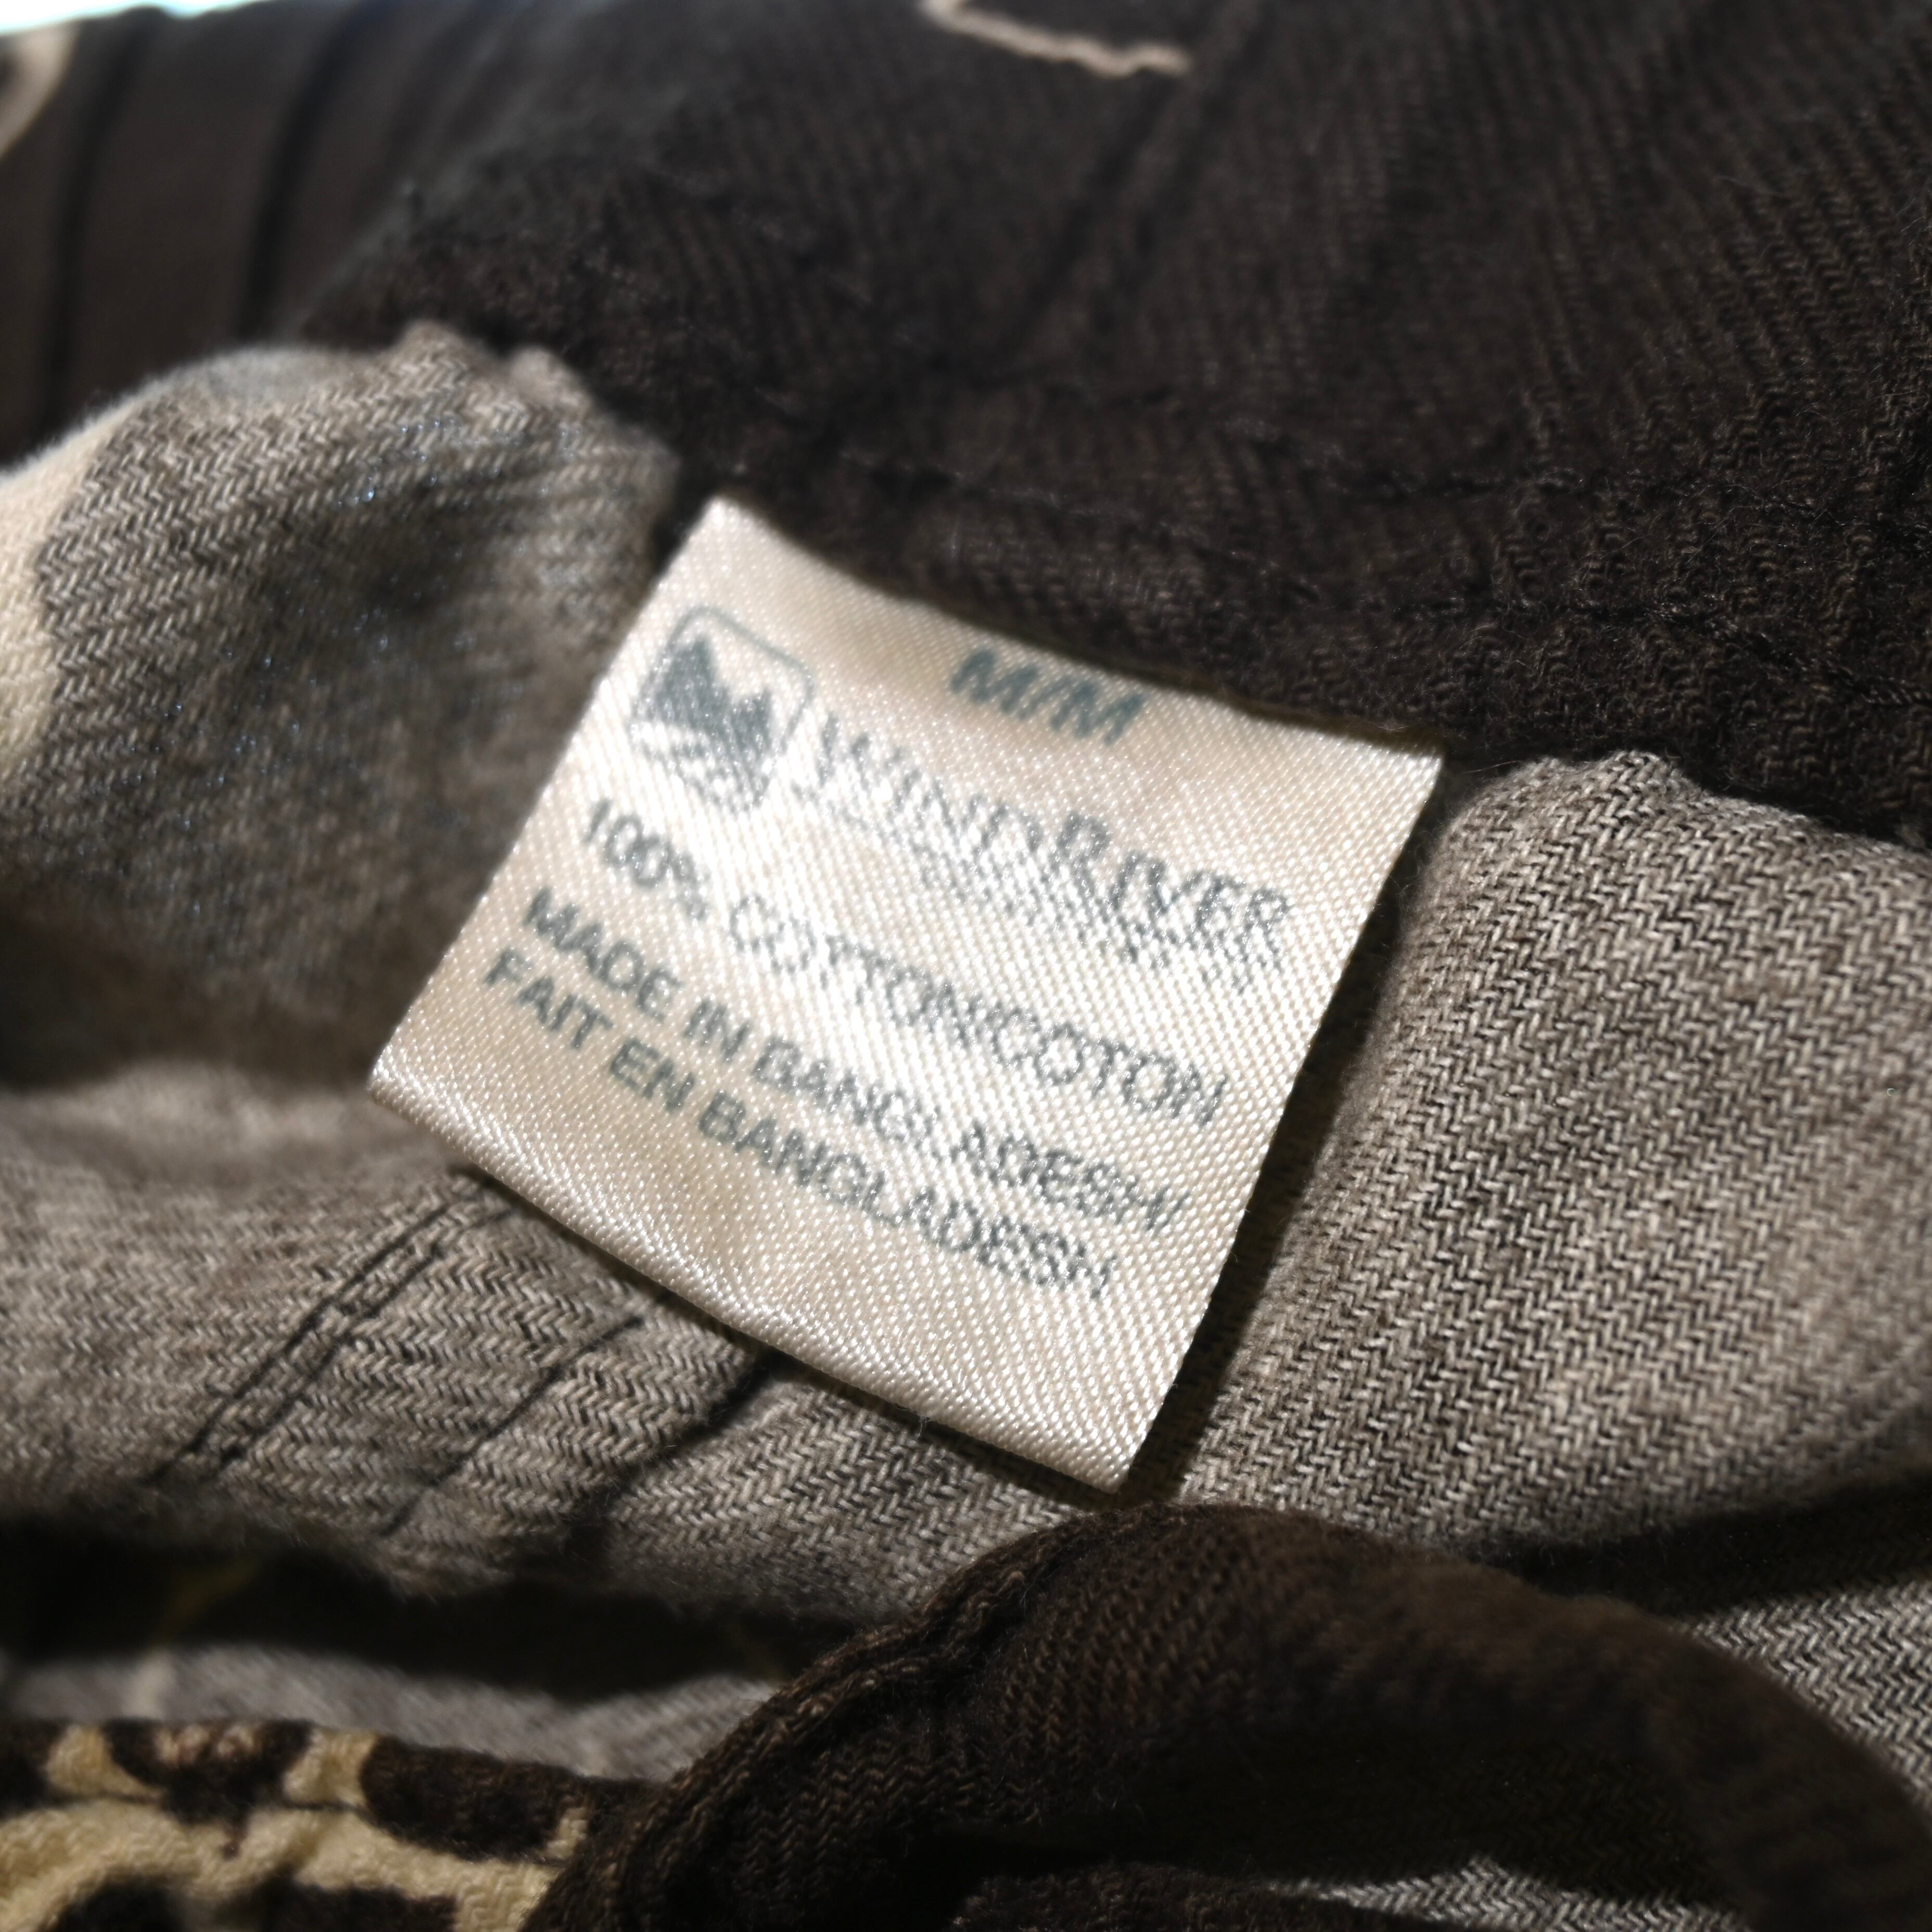 M/M
WINDRIVER
100% COTTON/COTON
MADE IN BANGLADESH/
FAIT EN BANGLADESH